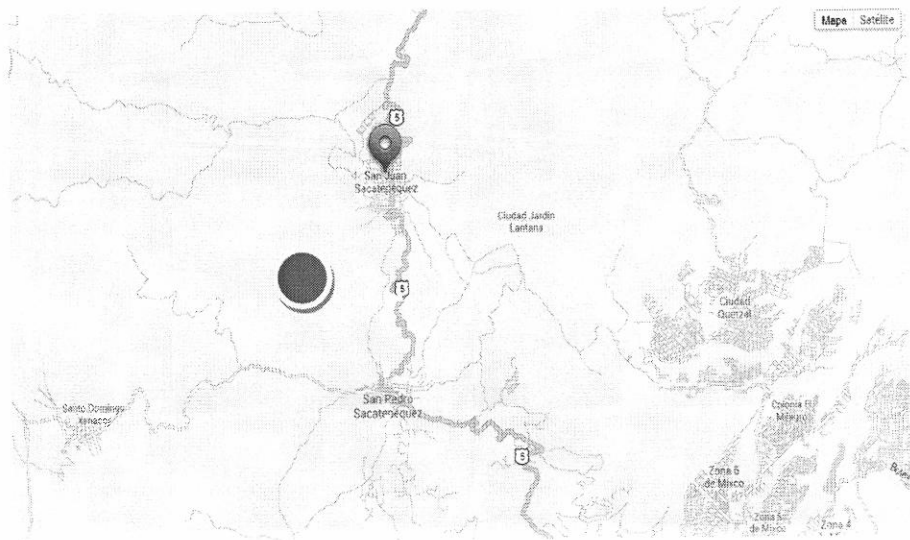 Mapa Satélite
5
San Juan
Sacatepéquez
Ciudad Jardín
Lantana
5
Ciudad
Quetzal
San Pedro
Sacatepéquez
Santo Domingo
Xenacoj
Colonia El
Milagro
5
Zona 6
de Mixco
Zona 5
de Mixco
Zona 4